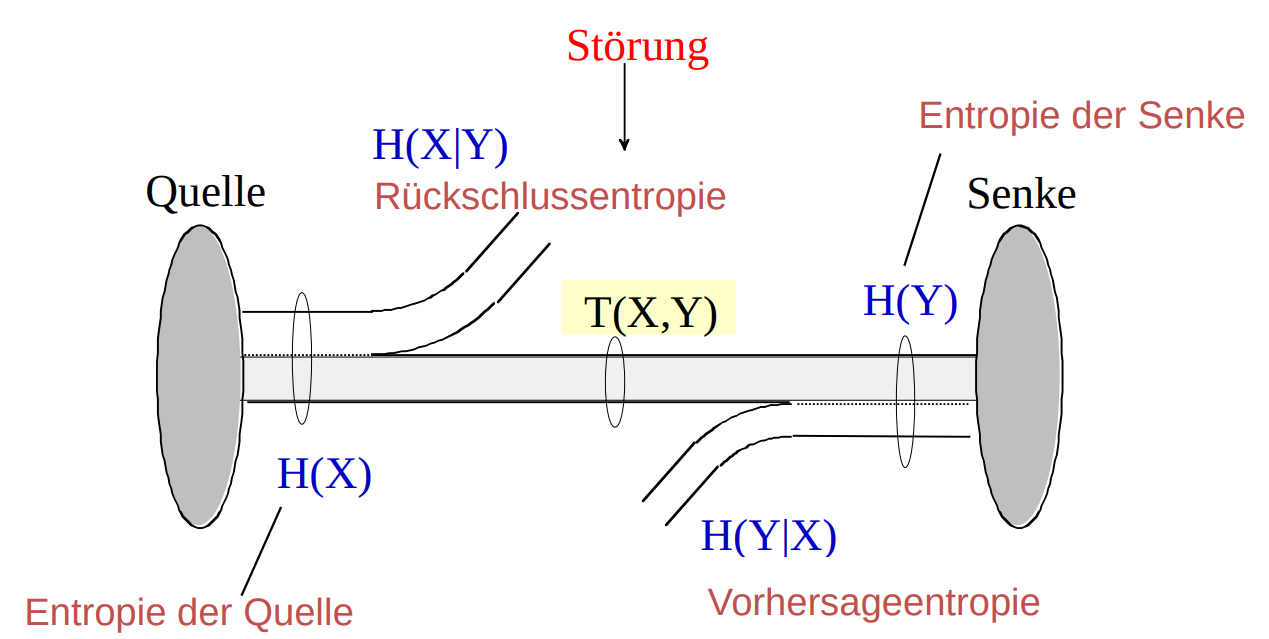 Störung
Entropie der Senke
H(X|Y)
Rückschlussentropie
Quelle
Senke
T(X,Y)
H(Y)
H(X)
H(Y|X)
Vorhersageentropie
Entropie der Quelle